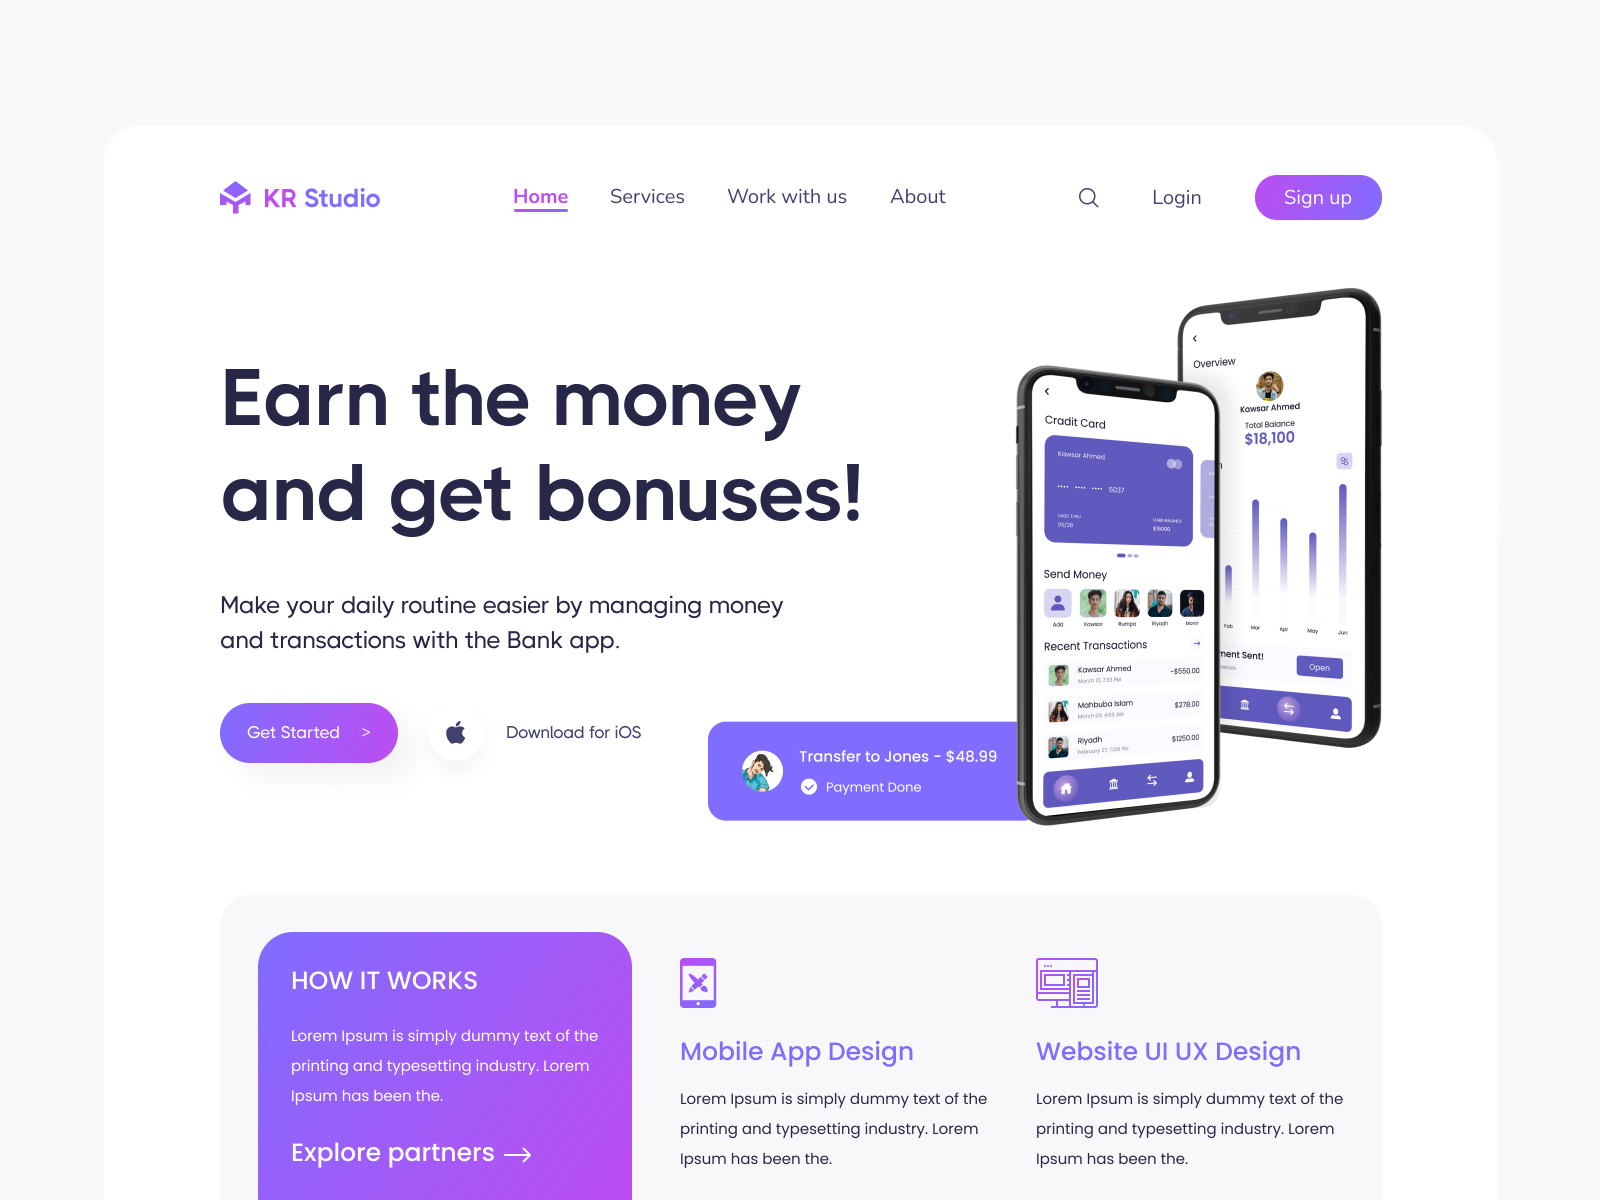 KR Studio
Home
Services
Work with us
About
Login
Sign up
Earn the money
and get bonuses!
Make your daily routine easier by managing money
and transactions with the Bank app.
Get Started >
Download for iOS
Transfer to Jones - $48.99
Payment Done
Cradit Card
Kawsar Ahmed
•••• •••• •••• 5037
VALID THRU
05/28
CARD BALANCE
$16000
Send Money
Add
Kawsar
Rumpa
Riyadh
Monir
Recent Transactions
Kawsar Ahmed
March 10, 7:33 PM
-$550.00
Mahbuba Islam
March 09, 4:58 AM
$278.00
Riyadh
February 27, 11:09 PM
$1250.00
Overview
Kawsar Ahmed
Total Balance
$18,100
Feb
Mar
Apr
May
Jun
ment Sent!
details
Open
HOW IT WORKS
Lorem Ipsum is simply dummy text of the
printing and typesetting industry. Lorem
Ipsum has been the.
Explore partners
Mobile App Design
Lorem Ipsum is simply dummy text of the
printing and typesetting industry. Lorem
Ipsum has been the.
Website UI UX Design
Lorem Ipsum is simply dummy text of the
printing and typesetting industry. Lorem
Ipsum has been the.